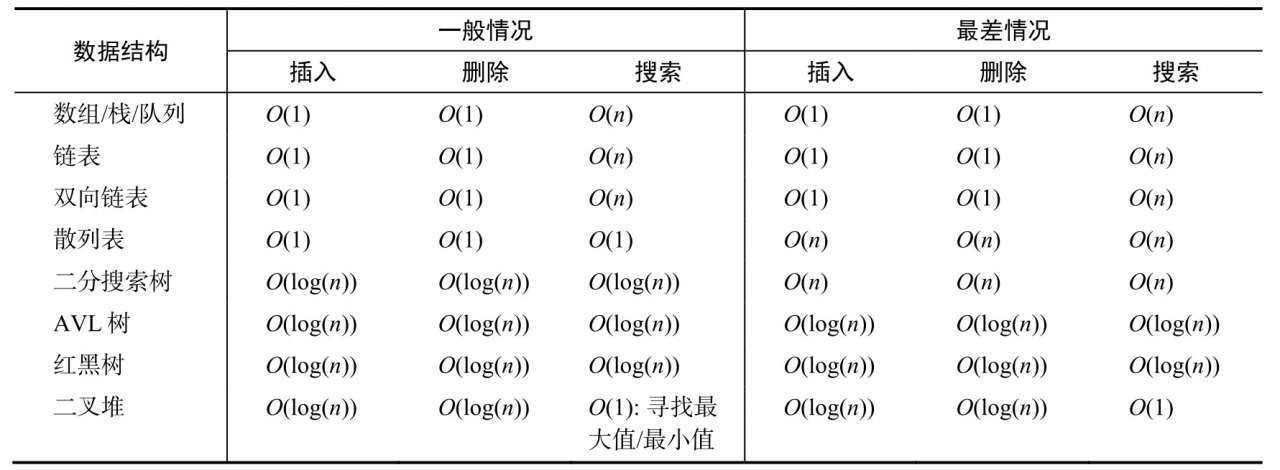 数据结构 一般情况 最差情况
插入 删除 搜索 插入 删除 搜索
数组/栈/队列 O(1) O(1) O(n) O(1) O(1) O(n)
链表 O(1) O(1) O(n) O(1) O(1) O(n)
双向链表 O(1) O(1) O(n) O(1) O(1) O(n)
散列表 O(1) O(1) O(1) O(n) O(n) O(n)
二分搜索树 O(log(n)) O(log(n)) O(log(n)) O(n) O(n) O(n)
AVL 树 O(log(n)) O(log(n)) O(log(n)) O(log(n)) O(log(n)) O(log(n))
红黑树 O(log(n)) O(log(n)) O(log(n)) O(log(n)) O(log(n)) O(log(n))
二叉堆 O(log(n)) O(log(n)) O(1): 寻找最 O(log(n)) O(log(n)) O(1)
大值/最小值